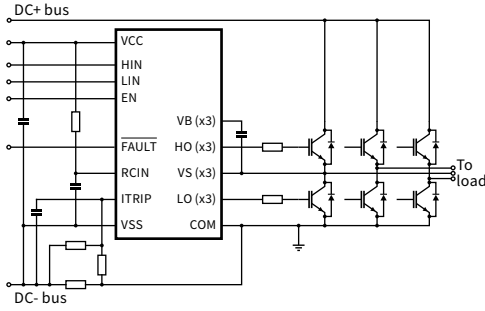 DC+ bus
VCC
HIN
LIN
EN
VB (x3)
FAULT
HO (x3)
RCIN
VS (x3)
To
load
ITRIP
LO (x3)
VSS
COM
DC- bus